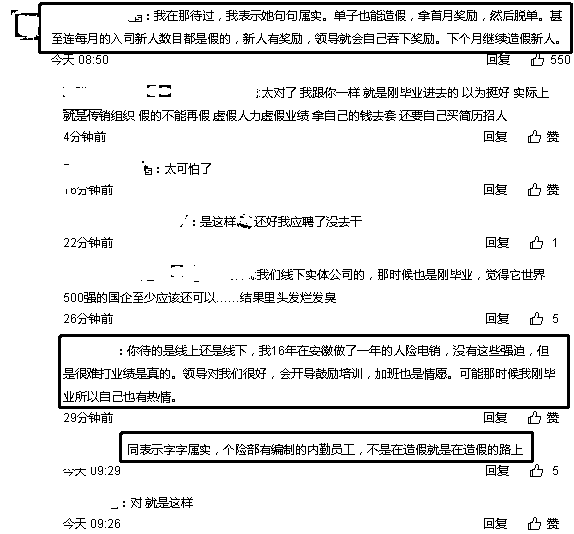 ：我在那待过，我表示她句句属实。单子也能造假，拿首月奖励，然后脱单。甚
至连每月的入司新人数目都是假的，新人有奖励，领导就会自己吞下奖励。下个月继续造假新人。
今天 08:50 回复 550
太对了 我跟你一样 就是刚毕业进去的 以为挺好 实际上
就是传销组织 假的不能再假 虚假人力虚假业绩 拿自己的钱去套 还要自己买简历招人
4分钟前 回复 赞
：太可怕了
16分钟前 回复 赞
：是这样 还好我应聘了没去干
22分钟前 回复 1
我们线下实体公司的，那时候也是刚毕业，觉得它世界
500强的国企至少应该还可以……结果里头发烂发臭
26分钟前 回复 5
：你待的是线上还是线下，我16年在安徽做了一年的人险电销，没有这些强迫，但
是很难打业绩是真的。领导对我们很好，会开导鼓励培训，加班也是情愿。可能那时候我刚毕
业所以自己也有热情。
29分钟前 回复 赞
同表示字字属实，个险部有编制的内勤员工，不是在造假就是在造假的路上
今天 09:29 回复 5
：对 就是这样
今天 09:26 回复 赞